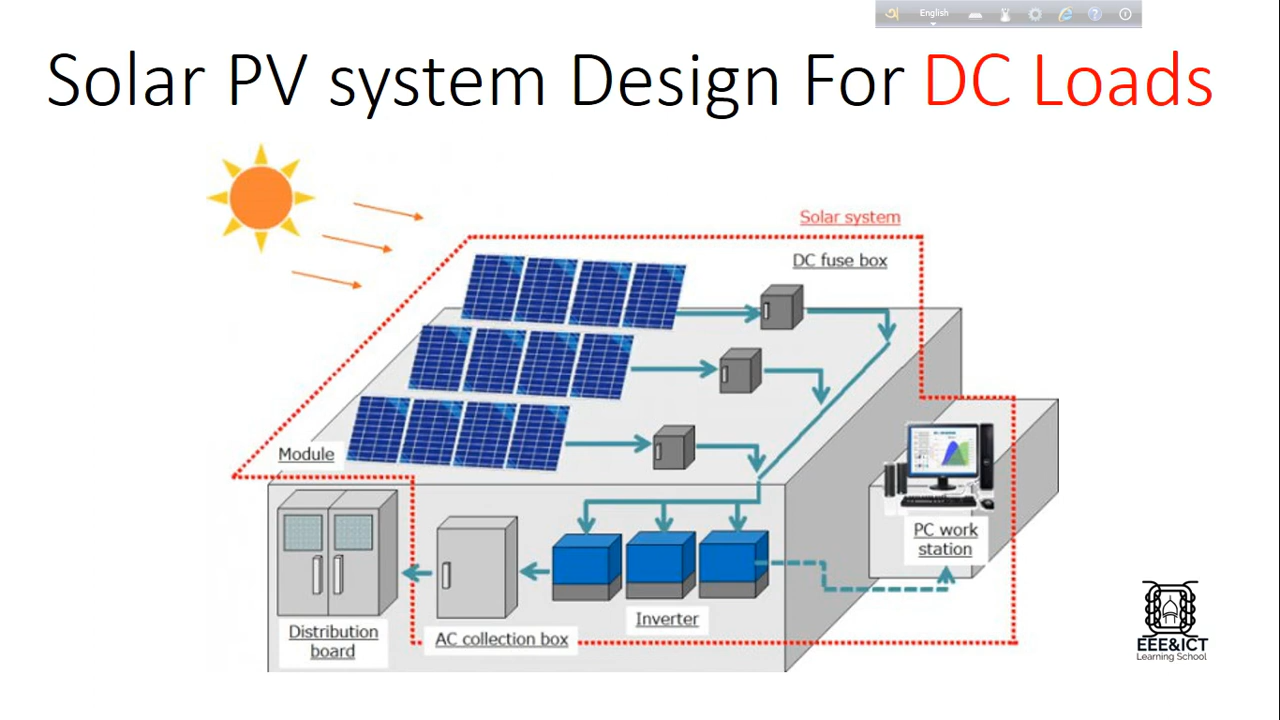 অ English
Solar PV system Design For DC Loads
Solar system
DC fuse box
Module
PC work
station
Inverter
AC collection box
Distribution
board
EEE&ICT
Learning School